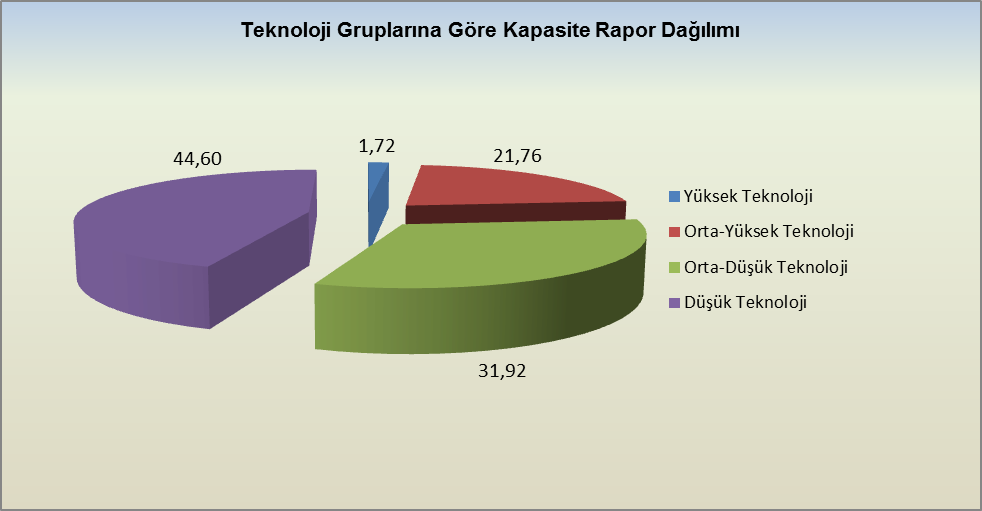 Teknoloji Gruplarına Göre Kapasite Rapor Dağılımı
1,72
21,76
44,60
31,92
Yüksek Teknoloji
Orta-Yüksek Teknoloji
Orta-Düşük Teknoloji
Düşük Teknoloji